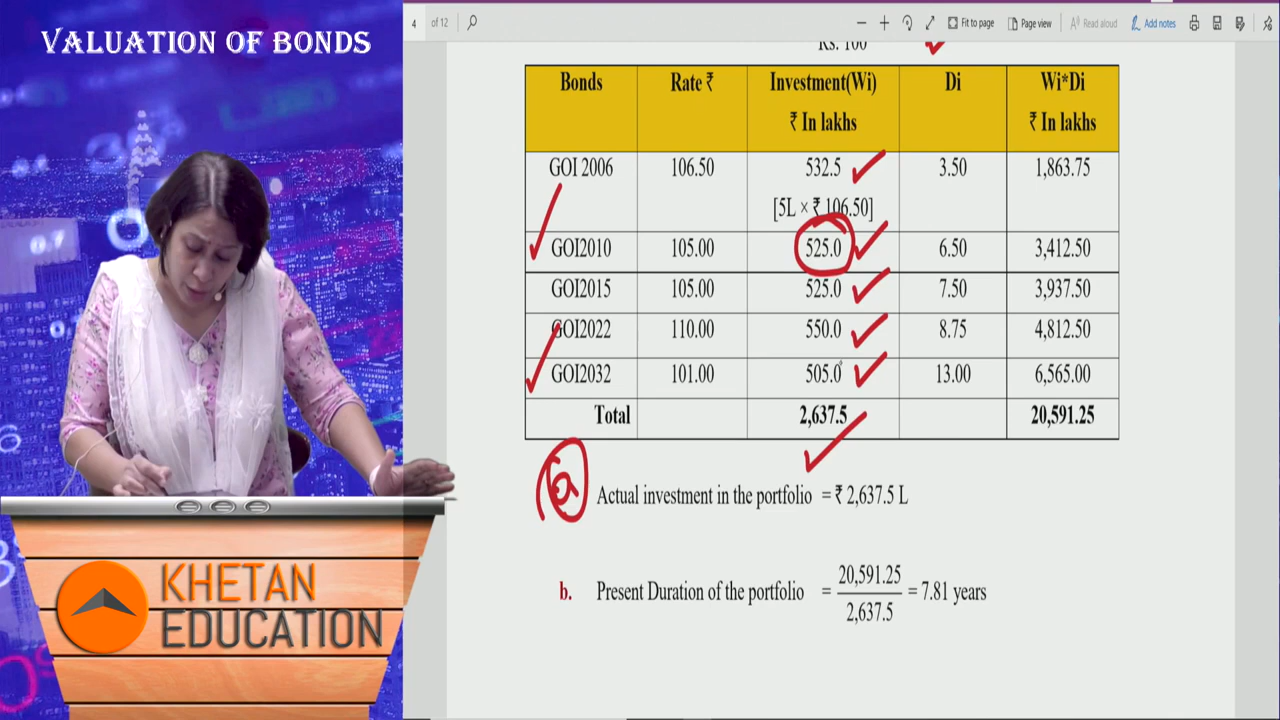 VALUATION OF BONDS
4 of 12
Fit to page
Page view
Read aloud
Add notes
Rs. 100
Bonds Rate ₹ Investment(Wi) ₹ In lakhs Di Wi*Di ₹ In lakhs
GOI 2006 106.50 532.5 3.50 1,863.75
[5L × ₹ 106.50]
GOI2010 105.00 525.0 6.50 3,412.50
GOI2015 105.00 525.0 7.50 3,937.50
GOI2022 110.00 550.0 8.75 4,812.50
GOI2032 101.00 505.0 13.00 6,565.00
Total 2,637.5 20,591.25
a
Actual investment in the portfolio = ₹ 2,637.5 L
b. Present Duration of the portfolio = 20,591.25 / 2,637.5 = 7.81 years
KHETAN
EDUCATION